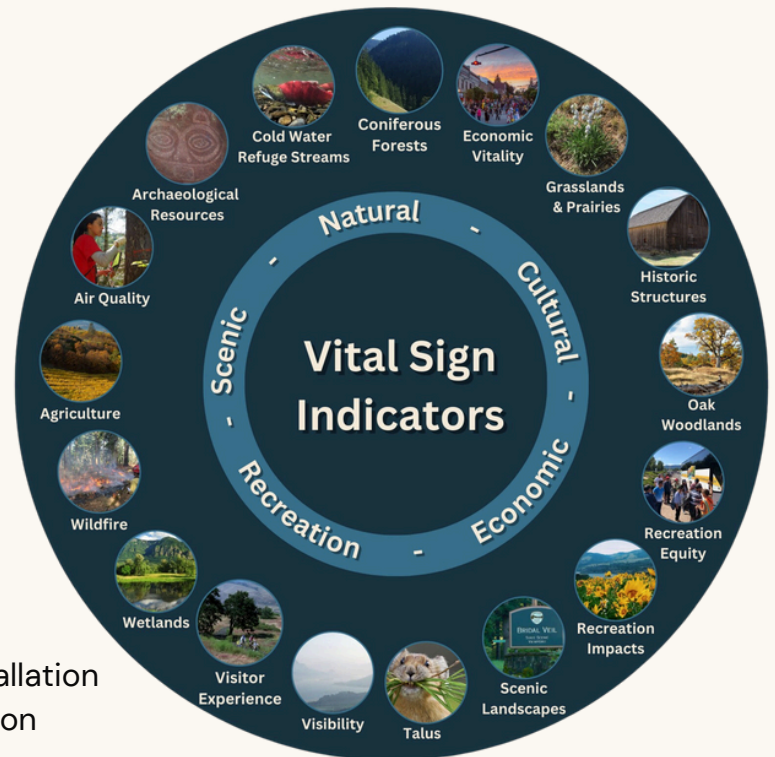 Coniferous
Forests
Economic
Vitality
Grasslands
& Prairies
Historic
Structures
Oak
Woodlands
Recreation
Equity
Recreation
Impacts
BRIDAL VEIL
Scenic
Landscapes
Talus
Visibility
Visitor
Experience
Wetlands
Wildfire
Agriculture
Air Quality
Archaeological
Resources
Cold Water
Refuge Streams
Natural - Cultural - Economic - Recreation - Scenic -
Vital Sign
Indicators
allation
on